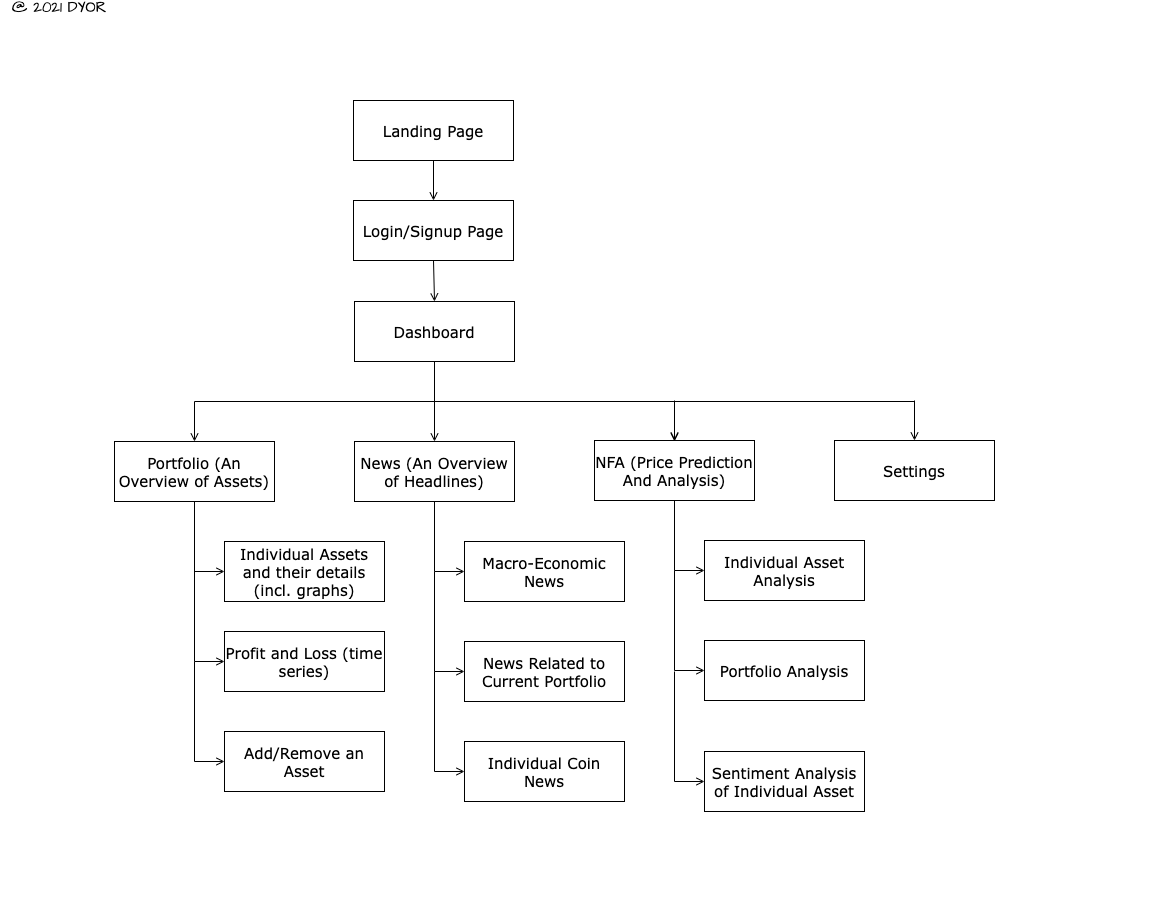 @ 2021 DYOR
Landing Page
Login/Signup Page
Dashboard
Portfolio (An
Overview of Assets)
News (An Overview
of Headlines)
NFA (Price Prediction
And Analysis)
Settings
Individual Assets
and their details
(incl. graphs)
Profit and Loss (time
series)
Add/Remove an
Asset
Macro-Economic
News
News Related to
Current Portfolio
Individual Coin
News
Individual Asset
Analysis
Portfolio Analysis
Sentiment Analysis
of Individual Asset